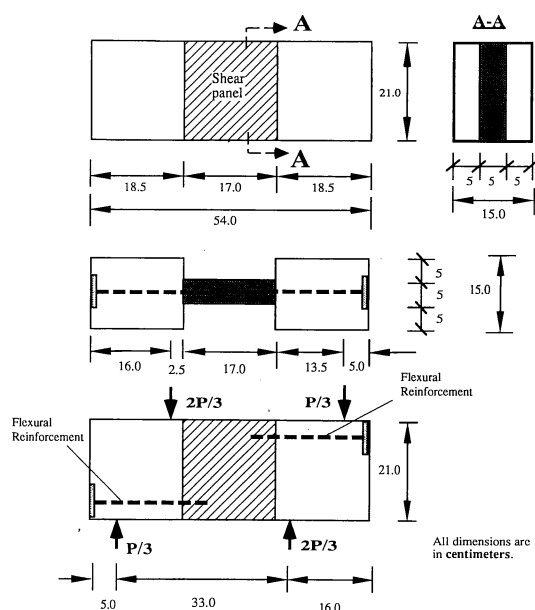 A
A-A
Shear
panel
21.0
A
18.5 17.0 18.5
5 5 5
54.0
15.0
5
5
5
15.0
16.0 2.5 17.0 13.5 5.0
2P/3 P/3
Flexural
Reinforcement
Flexural
Reinforcement
21.0
P/3 2P/3
All dimensions are
in centimeters.
5.0 33.0 16.0